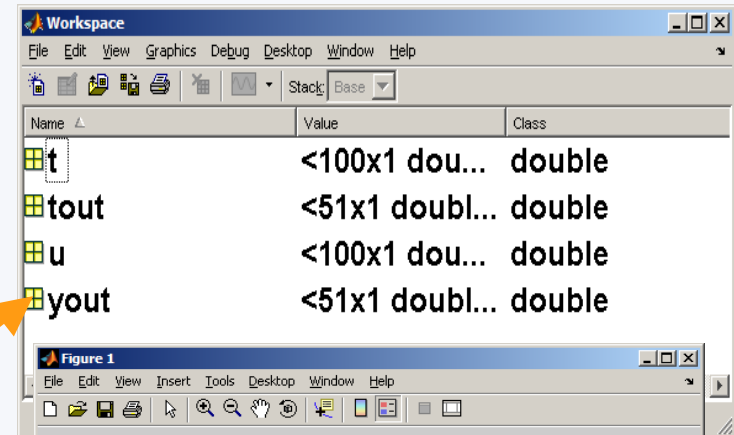 Workspace
File Edit View Graphics Debug Desktop Window Help
Stack: Base
Name Value Class
t <100x1 dou... double
tout <51x1 doubl... double
u <100x1 dou... double
yout <51x1 doubl... double
Figure 1
File Edit View Insert Tools Desktop Window Help